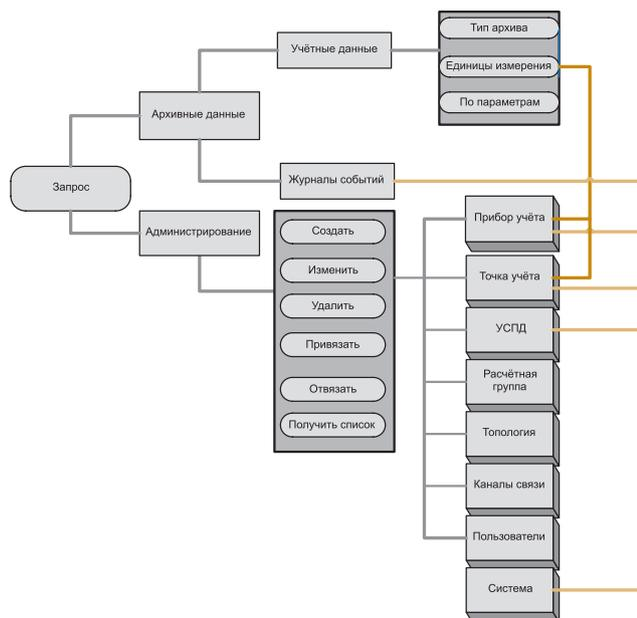 Тип архива
Учётные данные
Единицы измерения
По параметрам
Архивные данные
Запрос
Журналы событий
Администрирование
Создать
Изменить
Удалить
Привязать
Отвязать
Получить список
Прибор учёта
Точка учёта
УСПД
Расчётная
группа
Топология
Каналы связи
Пользователи
Система